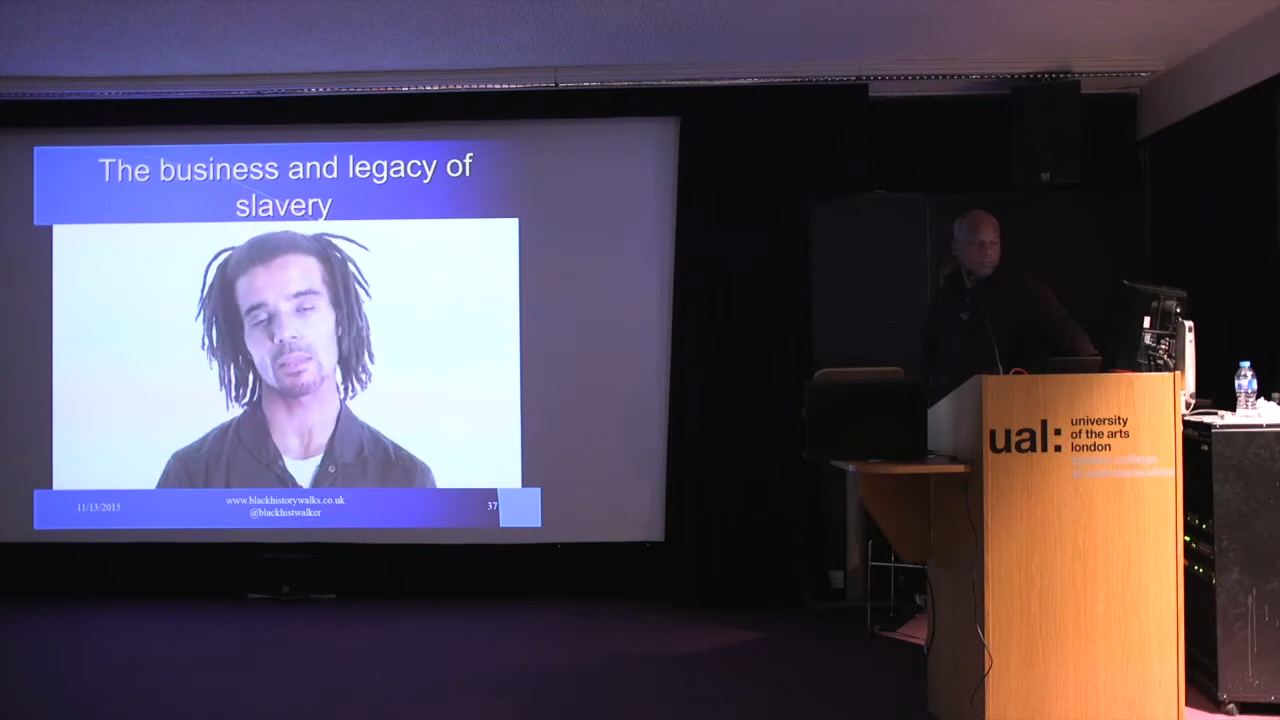 The business and legacy of
slavery
11/13/2015
www.blackhistorywalks.co.uk
@blackhistwalker
37
ual:
university
of the arts
london